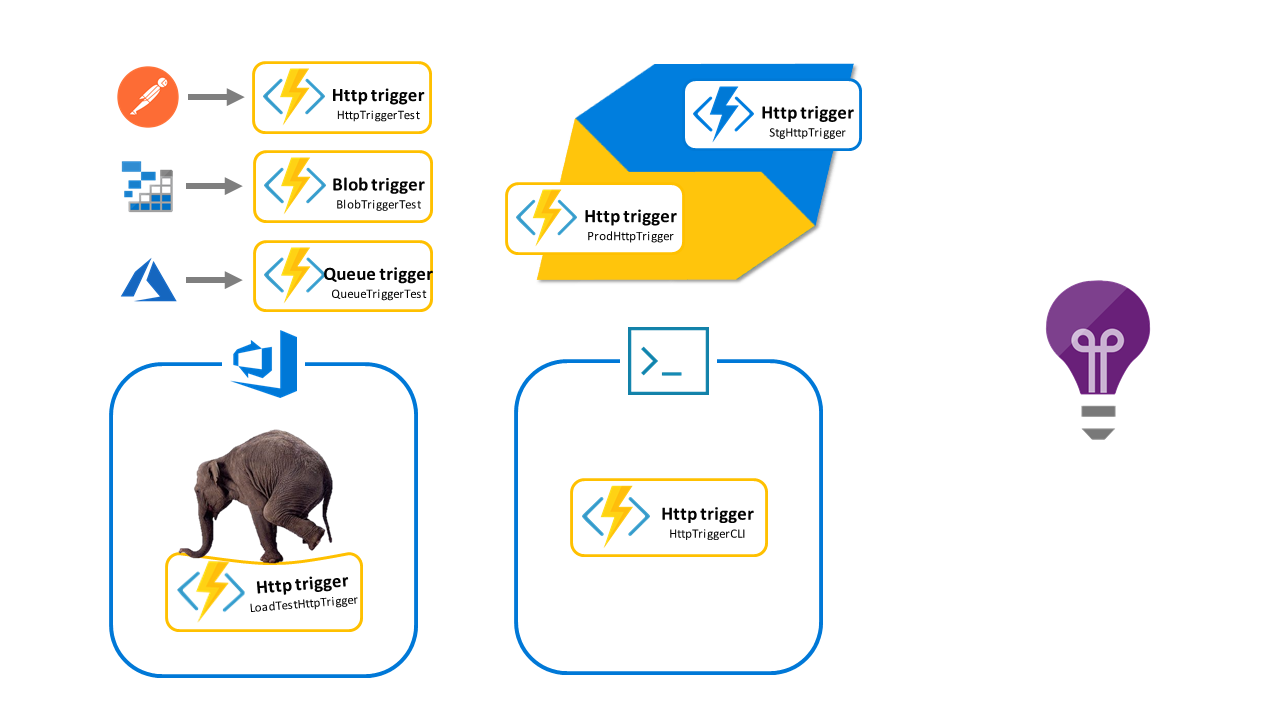 Http trigger
HttpTriggerTest
Blob trigger
BlobTriggerTest
Queue trigger
QueueTriggerTest
Http trigger
StgHttpTrigger
Http trigger
ProdHttpTrigger
Http trigger
LoadTestHttpTrigger
Http trigger
HttpTriggerCLI